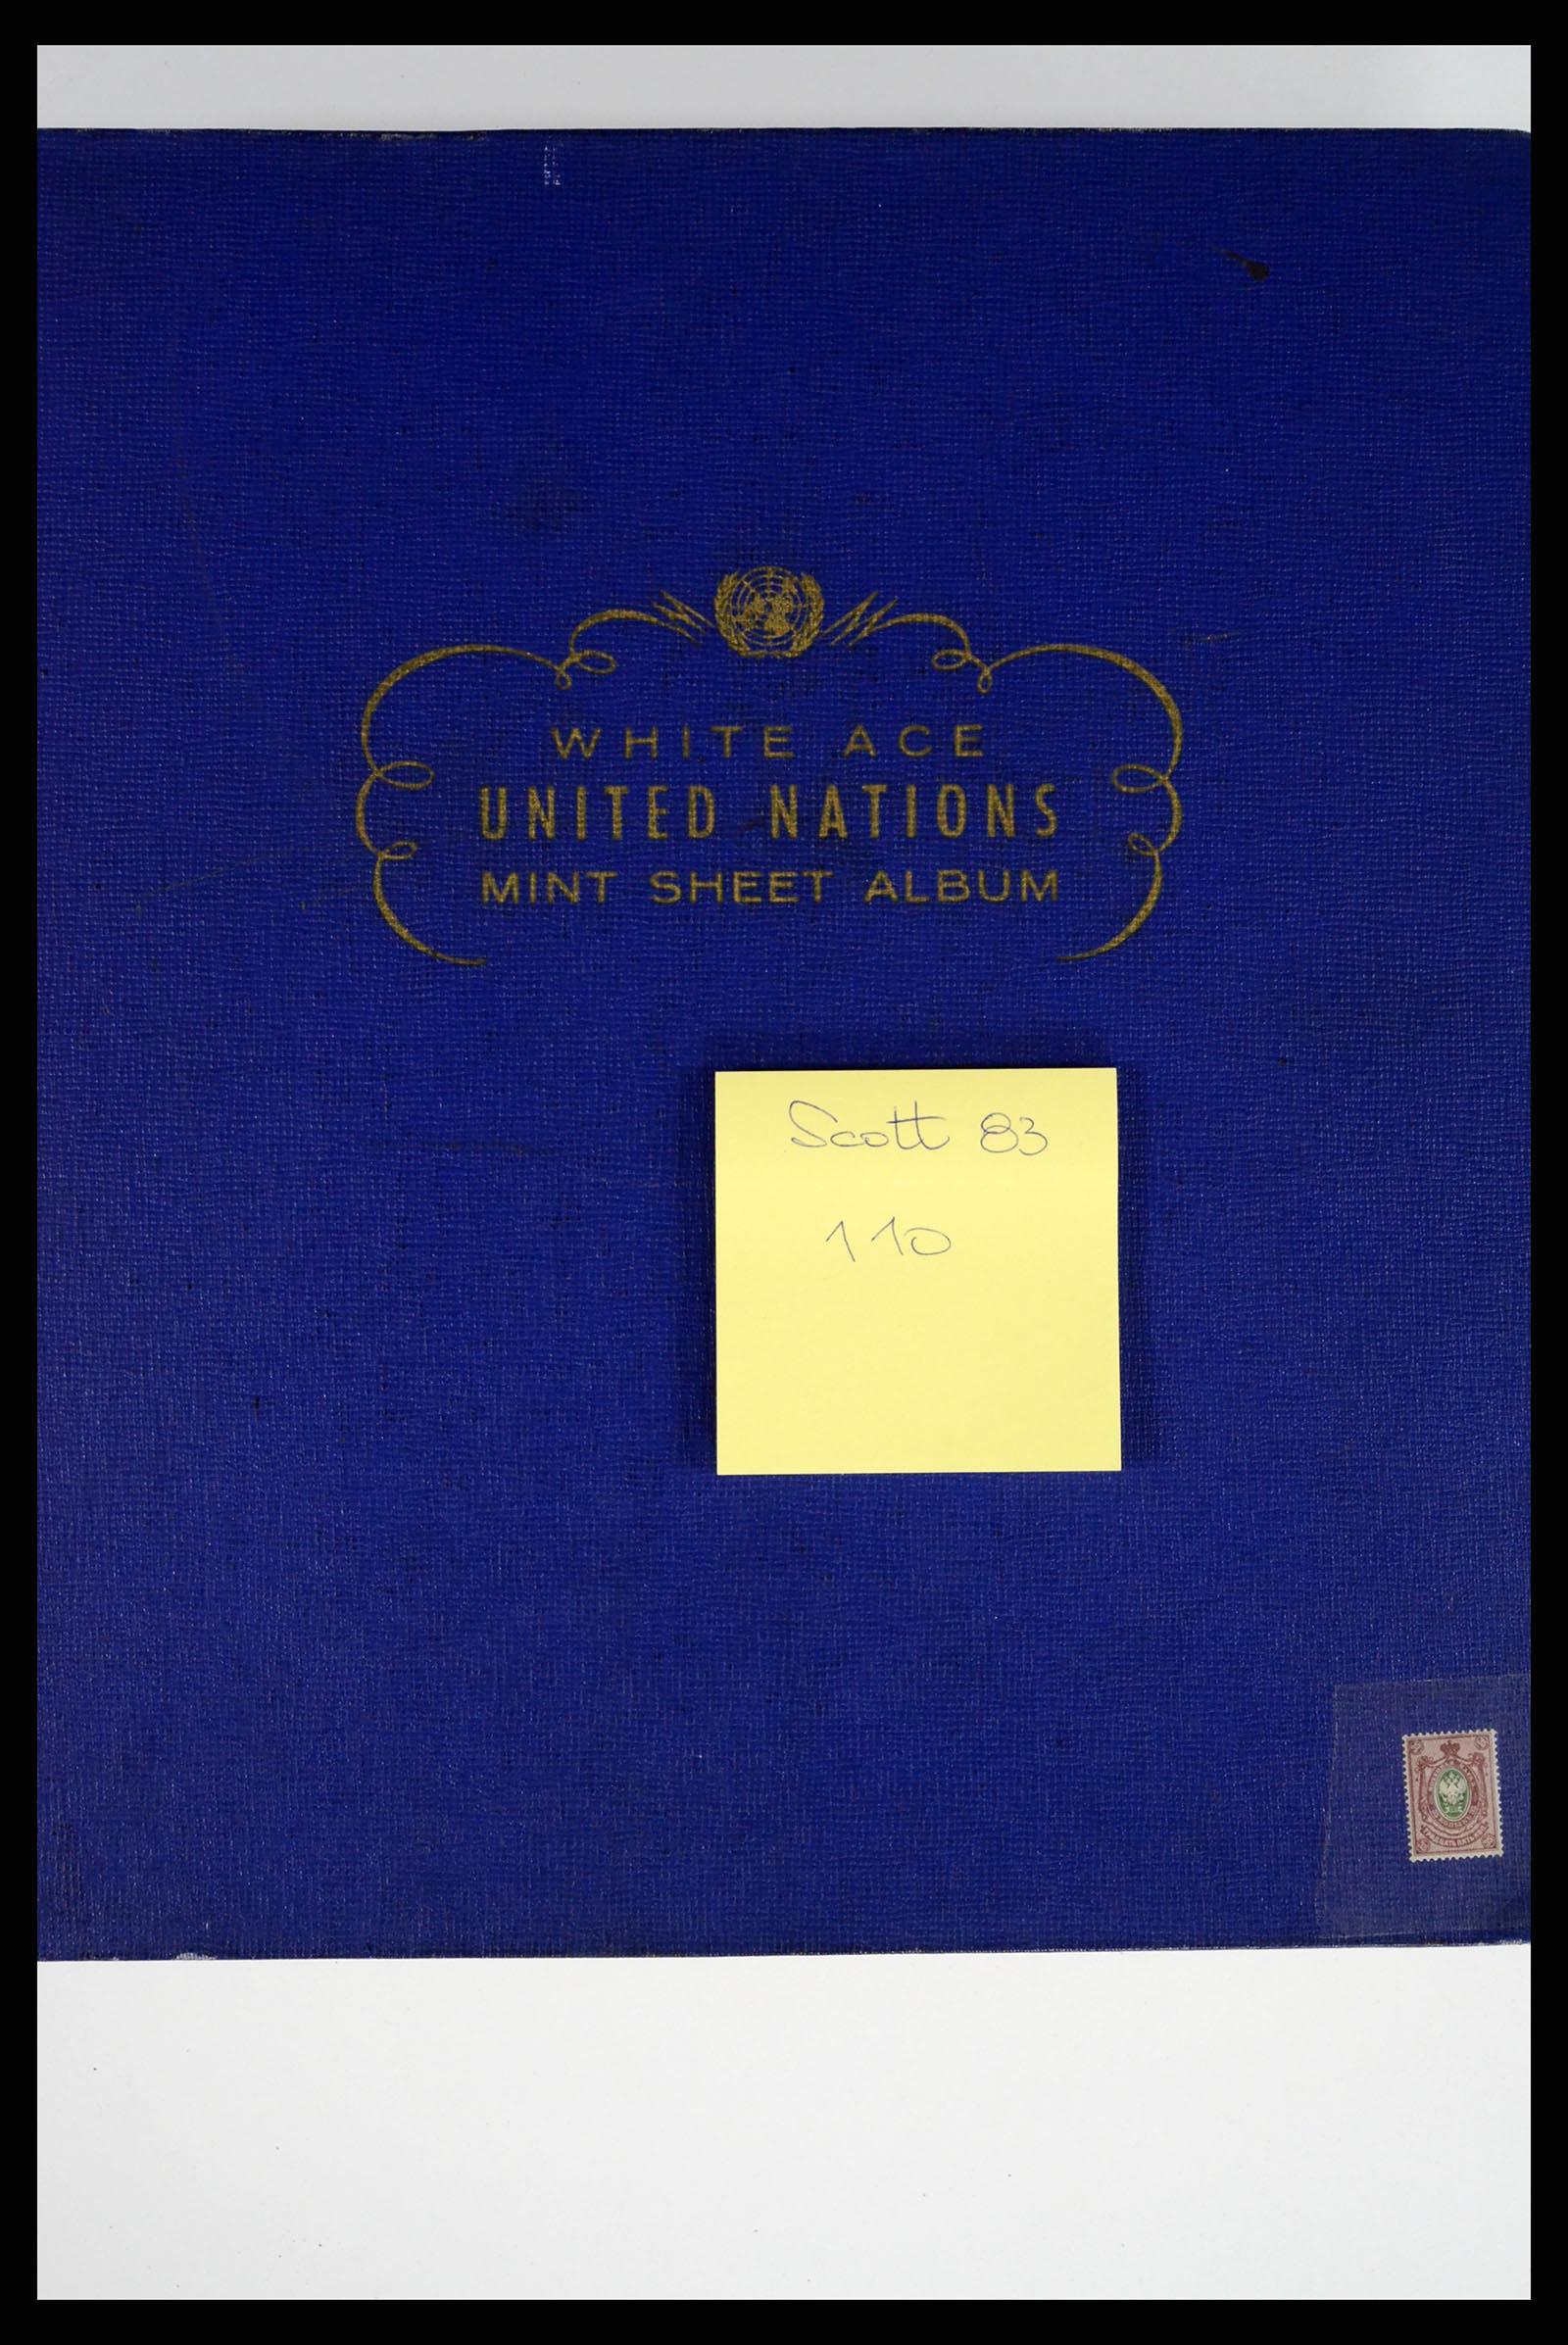 WHITE ACE
UNITED NATIONS
MINT SHEET ALBUM
Scott 83
110